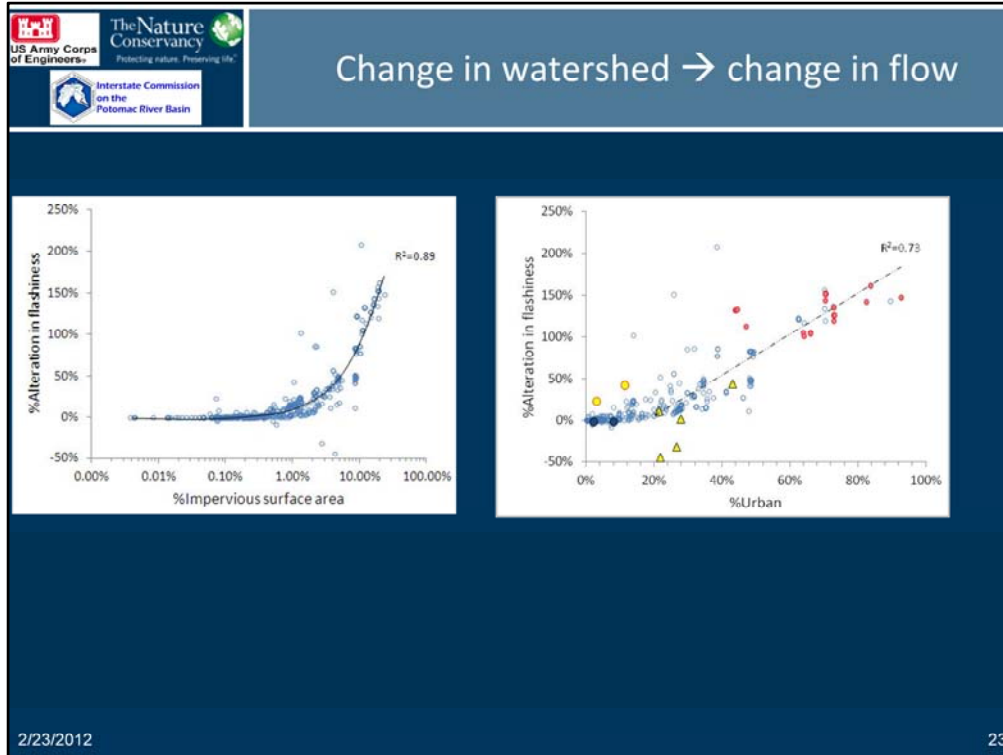 US Army Corps
of Engineers®
The Nature
Conservancy
Protecting nature. Preserving life.
Interstate Commission
on the
Potomac River Basin
Change in watershed → change in flow
250%
200%
150%
100%
50%
0%
-50%
%Alteration in flashiness
R²=0.89
0.00%
0.01%
0.10%
1.00%
10.00%
100.00%
%Impervious surface area
250%
200%
150%
100%
50%
0%
-50%
%Alteration in flashiness
R²=0.73
0%
20%
40%
60%
80%
100%
%Urban
2/23/2012
23